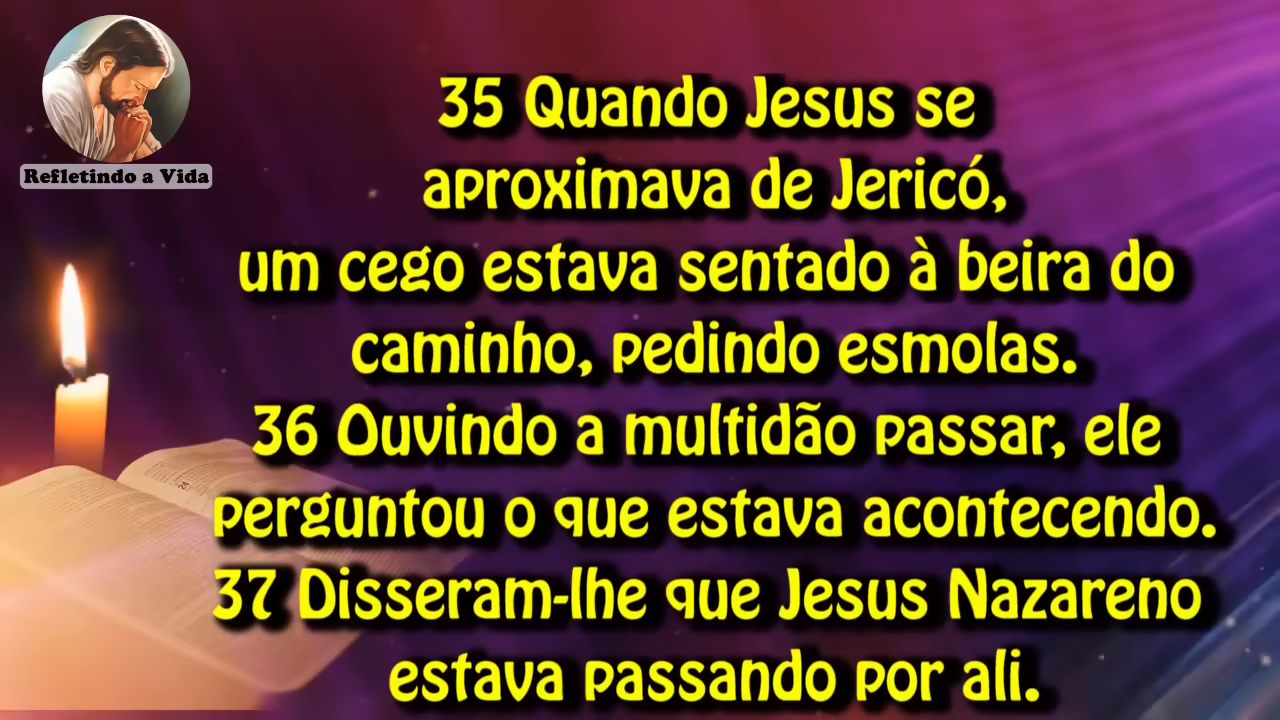 Refletindo a Vida
35 Quando Jesus se
aproximava de Jericó,
um cego estava sentado à beira do
caminho, pedindo esmolas.
36 Ouvindo a multidão passar, ele
perguntou o que estava acontecendo.
37 Disseram-lhe que Jesus Nazareno
estava passando por ali.